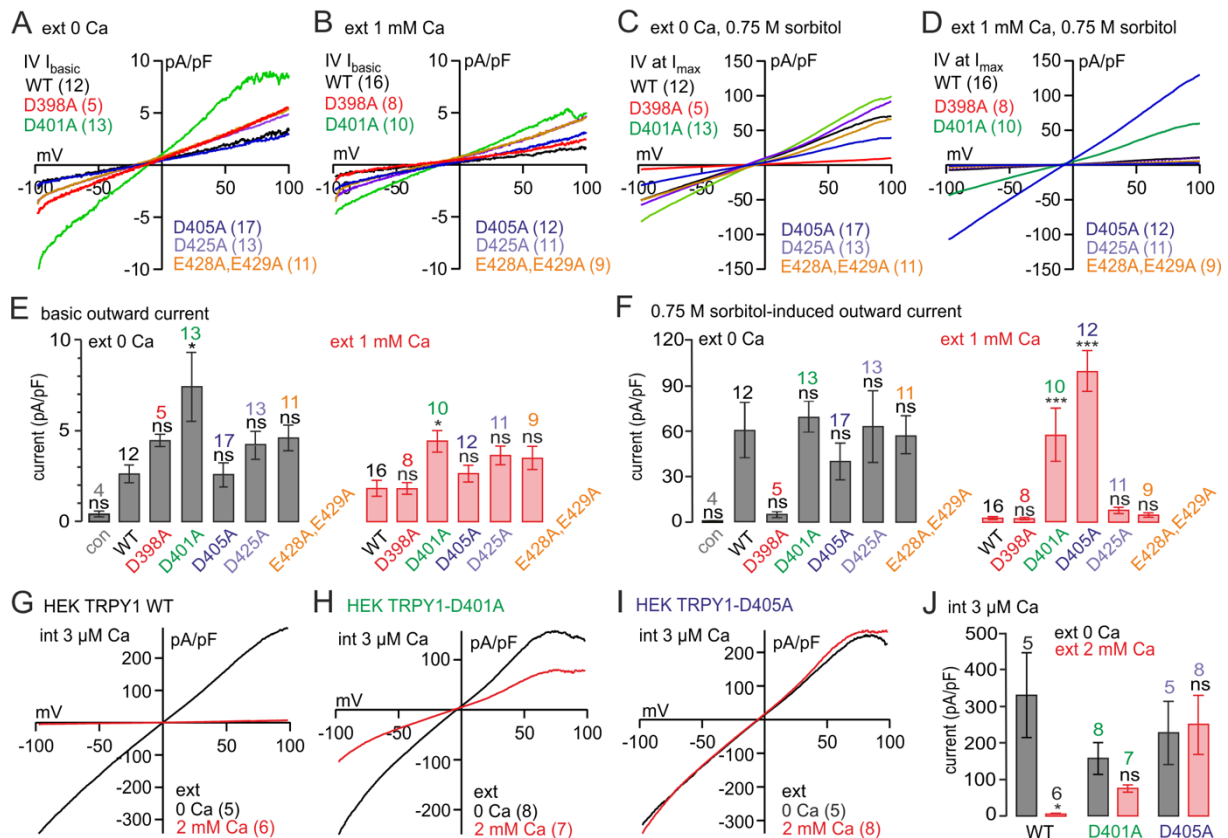 A ext 0 Ca
pA/pF
IV Ibasic
WT (12)
D398A (5)
D401A (13)
mV
10
5
-5
-10
-100 -50 50 100
D405A (17)
D425A (13)
E428A,E429A (11)
B ext 1 mM Ca
pA/pF
IV Ibasic
WT (16)
D398A (8)
D401A (10)
mV
10
5
-5
-10
-100 -50 50 100
D405A (12)
D425A (11)
E428A,E429A (9)
C ext 0 Ca, 0.75 M sorbitol
pA/pF
IV at Imax
WT (12)
D398A (5)
D401A (13)
mV
150
100
50
-50
-100
-150
-100 -50 50 100
D405A (17)
D425A (13)
E428A,E429A (11)
D ext 1 mM Ca, 0.75 M sorbitol
pA/pF
IV at Imax
WT (16)
D398A (8)
D401A (10)
mV
150
100
50
-50
-100
-150
-100 -50 50 100
D405A (12)
D425A (11)
E428A,E429A (9)
E basic outward current
ext 0 Ca
ext 1 mM Ca
current (pA/pF)
10
5
0
4 12 5 13 17 13 11
ns ns * ns ns ns
con WT D398A D401A D405A D425A E428A,E429A
16 8 10 12 11 9
ns * ns ns ns
WT D398A D401A D405A D425A E428A,E429A
F 0.75 M sorbitol-induced outward current
ext 0 Ca
ext 1 mM Ca
current (pA/pF)
120
90
60
30
0
4 12 5 13 17 13 11
ns ns ns ns ns ns
con WT D398A D401A D405A D425A E428A,E429A
16 8 10 12 11 9
ns *** *** ns ns
WT D398A D401A D405A D425A E428A,E429A
G HEK TRPY1 WT
int 3 µM Ca
pA/pF
mV
200
100
-100
-200
-300
-100 -50 50 100
ext
0 Ca (5)
2 mM Ca (6)
H HEK TRPY1-D401A
int 3 µM Ca
pA/pF
mV
100
-100
-200
-100 -50 50 100
ext
0 Ca (8)
2 mM Ca (7)
I HEK TRPY1-D405A
int 3 µM Ca
pA/pF
mV
200
100
-100
-200
-300
-100 -50 50 100
ext
0 Ca (5)
2 mM Ca (8)
J int 3 µM Ca
ext 0 Ca
ext 2 mM Ca
current (pA/pF)
500
400
300
200
100
0
5 6 8 7 5 8
* ns ns
WT D401A D405A